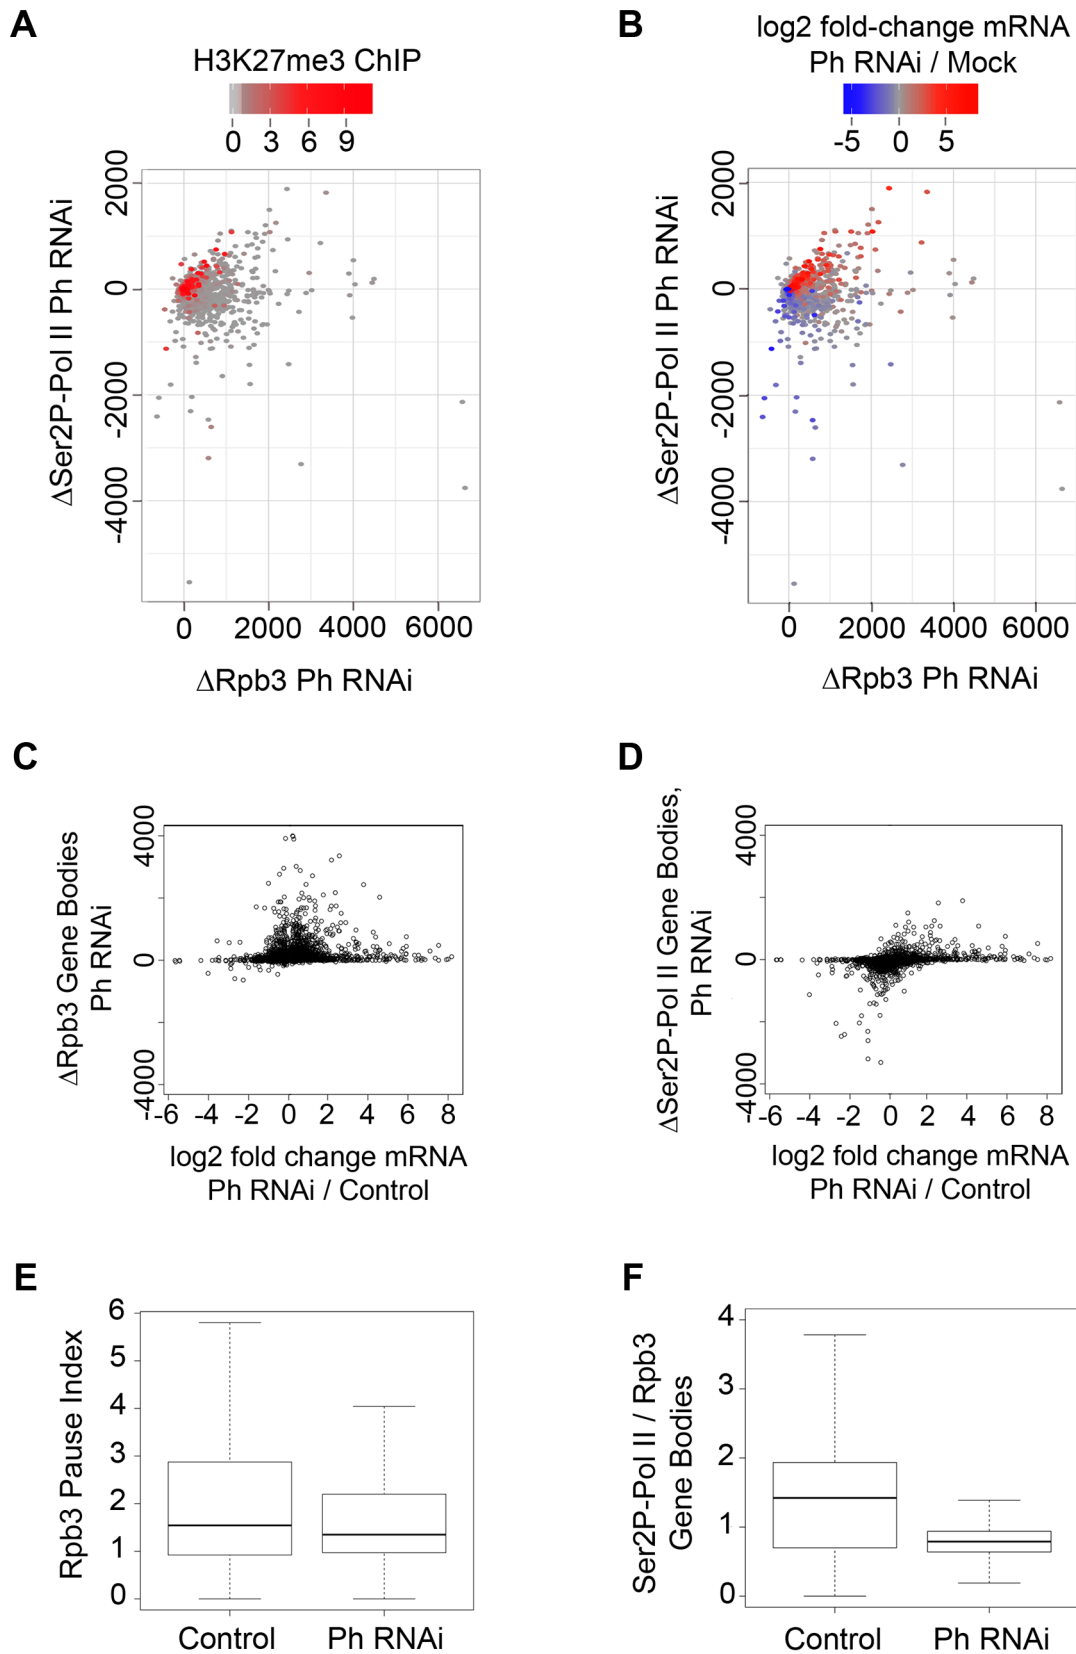 A
H3K27me3 ChIP
0 3 6 9
ΔSer2P-Pol II Ph RNAi
2000
0
-2000
-4000
0 2000 4000 6000
ΔRpb3 Ph RNAi
B
log2 fold-change mRNA
Ph RNAi / Mock
-5 0 5
ΔSer2P-Pol II Ph RNAi
2000
0
-2000
-4000
0 2000 4000 6000
ΔRpb3 Ph RNAi
C
ΔRpb3 Gene Bodies
Ph RNAi
4000
0
-4000
-6 -4 -2 0 2 4 6 8
log2 fold change mRNA
Ph RNAi / Control
D
ΔSer2P-Pol II Gene Bodies,
Ph RNAi
4000
0
-4000
-6 -4 -2 0 2 4 6 8
log2 fold change mRNA
Ph RNAi / Control
E
Rpb3 Pause Index
6
5
4
3
2
1
0
Control Ph RNAi
F
Ser2P-Pol II / Rpb3
Gene Bodies
4
3
2
1
0
Control Ph RNAi